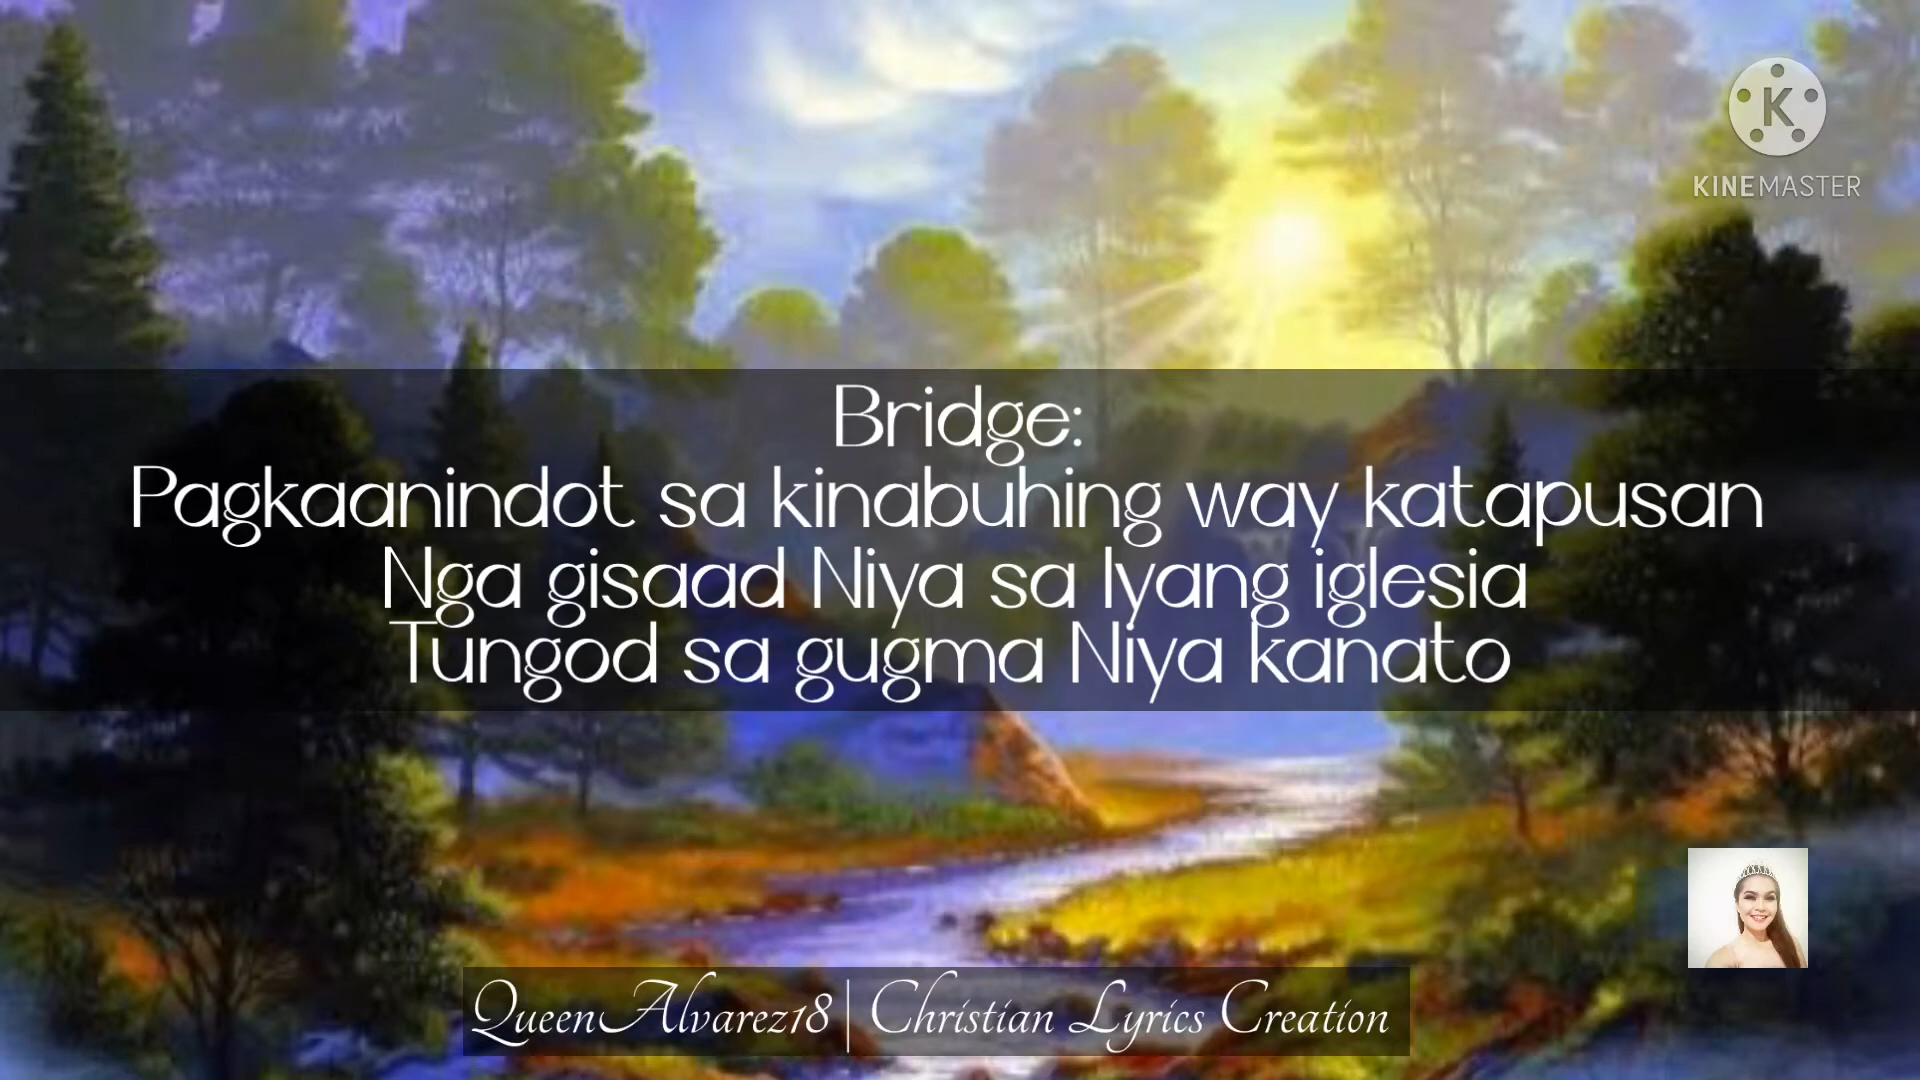 K
KINEMASTER
Bridge:
Pagkaanindot sa kinabuhing way katapusan
Nga gisaad Niya sa Iyang iglesia
Tungod sa gugma Niya kanato
QueenAlvarez18 | Christian Lyrics Creation